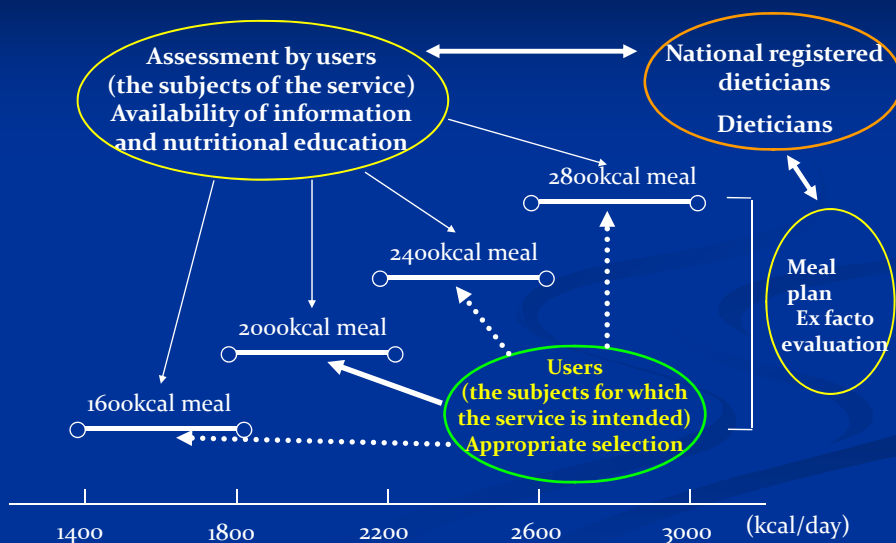 Assessment by users
(the subjects of the service)
Availability of information
and nutritional education
National registered
dieticians
Dieticians
2800kcal meal
2400kcal meal
2000kcal meal
1600kcal meal
Meal
plan
Ex facto
evaluation
Users
(the subjects for which
the service is intended)
Appropriate selection
1400 1800 2200 2600 3000 (kcal/day)